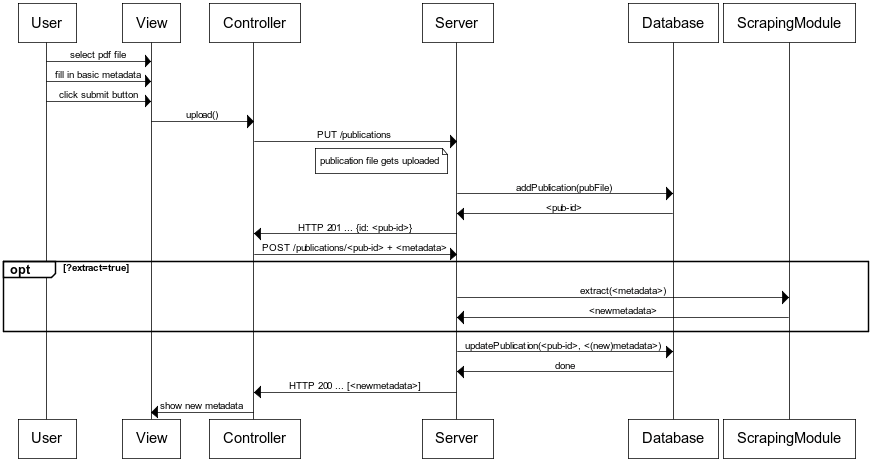 User View Controller Server Database ScrapingModule
select pdf file
fill in basic metadata
click submit button
upload()
PUT /publications
publication file gets uploaded
addPublication(pubFile)
<pub-id>
HTTP 201 ... {id: <pub-id>}
POST /publications/<pub-id> + <metadata>
opt [?extract=true]
extract(<metadata>)
<newmetadata>
updatePublication(<pub-id>, <(new)metadata>)
done
HTTP 200 ... [<newmetadata>]
show new metadata
User View Controller Server Database ScrapingModule